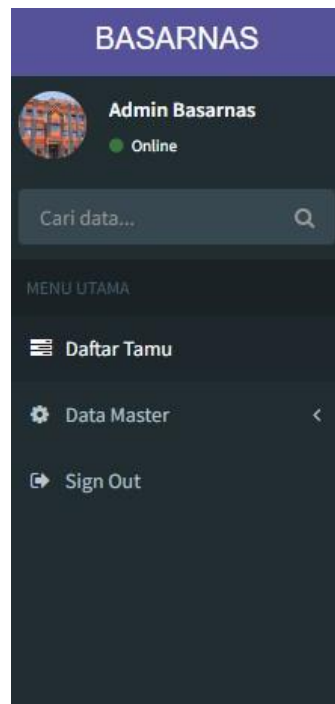 BASARNAS
Admin Basarnas
Online
Cari data...
MENU UTAMA
Daftar Tamu
Data Master
Sign Out